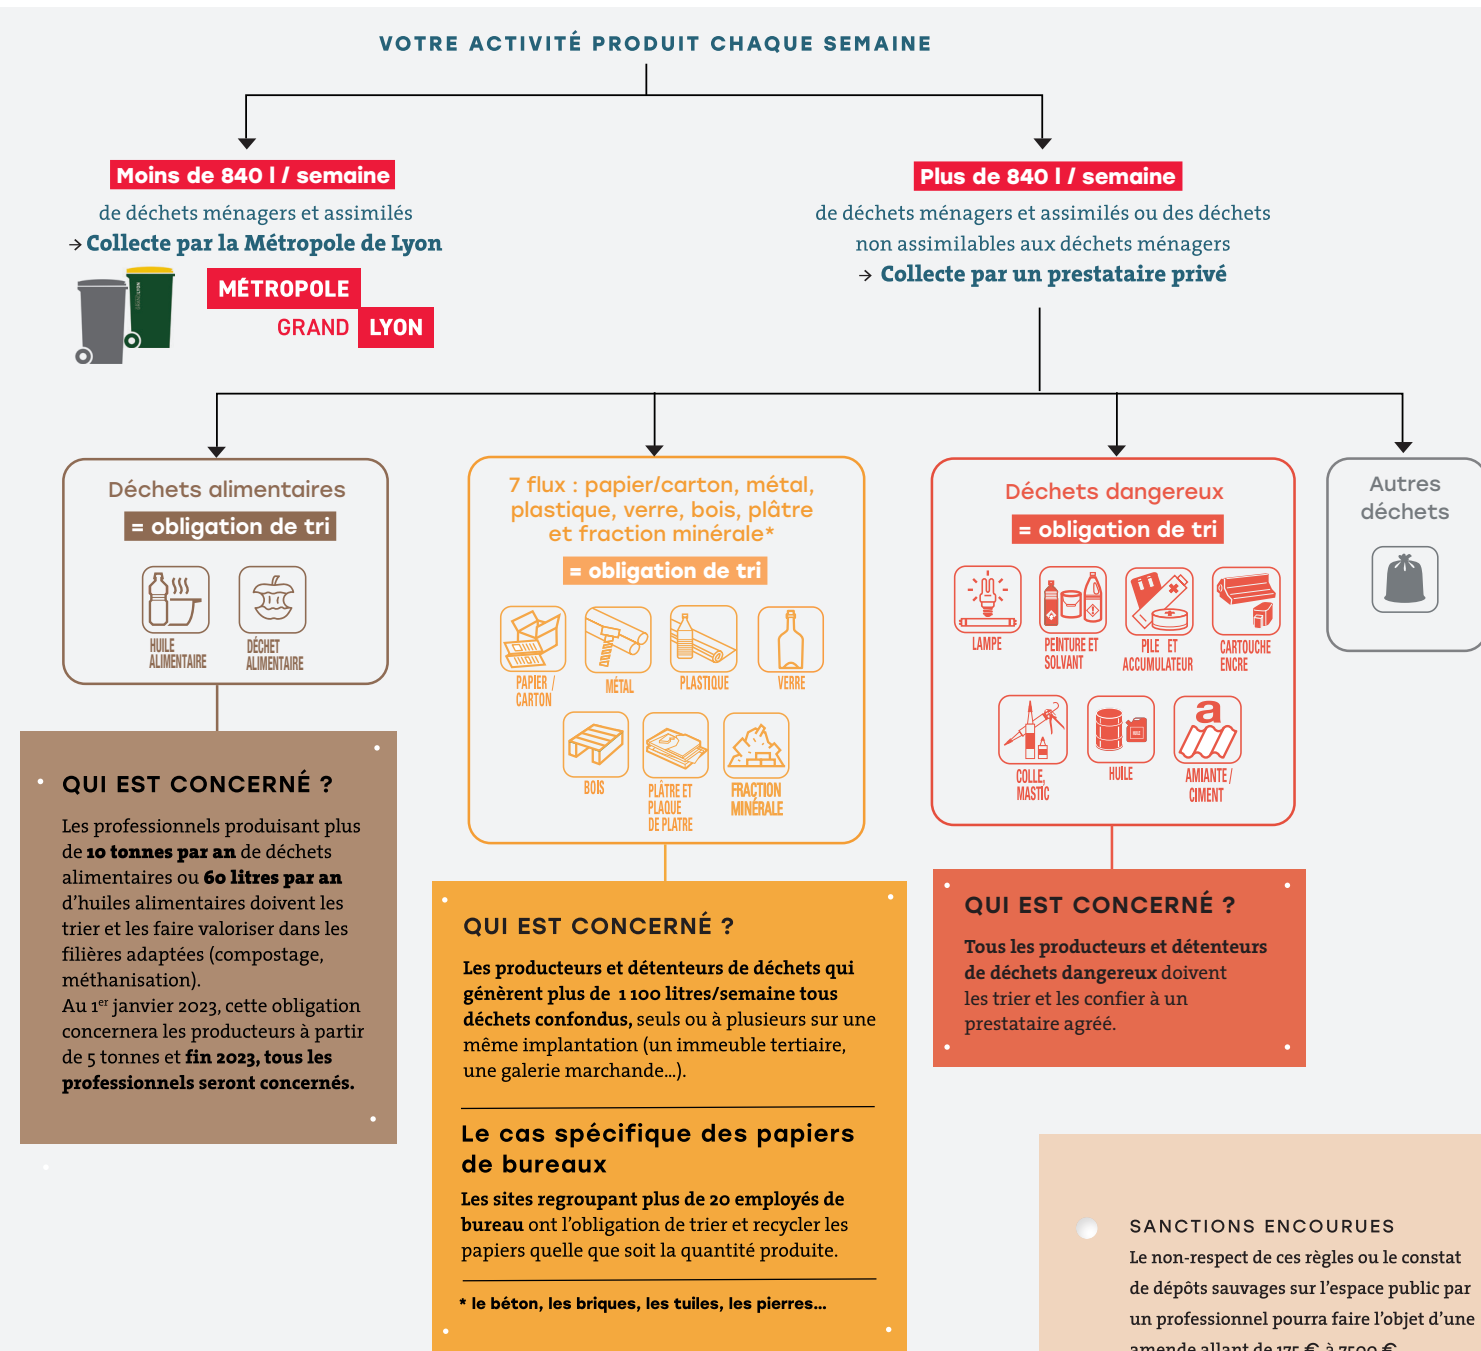 VOTRE ACTIVITÉ PRODUIT CHAQUE SEMAINE
Moins de 840 l / semaine
de déchets ménagers et assimilés
→ Collecte par la Métropole de Lyon
MÉTROPOLE
GRAND LYON
Plus de 840 l / semaine
de déchets ménagers et assimilés ou des déchets
non assimilables aux déchets ménagers
→ Collecte par un prestataire privé
Déchets alimentaires
= obligation de tri
HUILE
ALIMENTAIRE
DÉCHET
ALIMENTAIRE
QUI EST CONCERNÉ ?
Les professionnels produisant plus
de 10 tonnes par an de déchets
alimentaires ou 60 litres par an
d'huiles alimentaires doivent les
trier et les faire valoriser dans les
filières adaptées (compostage,
méthanisation).
Au 1er janvier 2023, cette obligation
concernera les producteurs à partir
de 5 tonnes et fin 2023, tous les
professionnels seront concernés.
7 flux : papier/carton, métal,
plastique, verre, bois, plâtre
et fraction minérale*
= obligation de tri
PAPIER /
CARTON
MÉTAL
PLASTIQUE
VERRE
BOIS
PLÂTRE ET
PLAQUE
DE PLATRE
FRACTION
MINÉRALE
QUI EST CONCERNÉ ?
Les producteurs et détenteurs de déchets qui
génèrent plus de 1 100 litres/semaine tous
déchets confondus, seuls ou à plusieurs sur une
même implantation (un immeuble tertiaire,
une galerie marchande…).
Le cas spécifique des papiers
de bureaux
Les sites regroupant plus de 20 employés de
bureau ont l'obligation de trier et recycler les
papiers quelle que soit la quantité produite.
* le béton, les briques, les tuiles, les pierres...
Déchets dangereux
= obligation de tri
LAMPE
PEINTURE ET
SOLVANT
PILE ET
ACCUMULATEUR
CARTOUCHE
ENCRE
COLLE,
MASTIC
HUILE
a
AMIANTE /
CIMENT
QUI EST CONCERNÉ ?
Tous les producteurs et détenteurs
de déchets dangereux doivent
les trier et les confier à un
prestataire agréé.
Autres
déchets
SANCTIONS ENCOURUES
Le non-respect de ces règles ou le constat
de dépôts sauvages sur l'espace public par
un professionnel pourra faire l'objet d'une
amende allant de 175 € à 7500 €